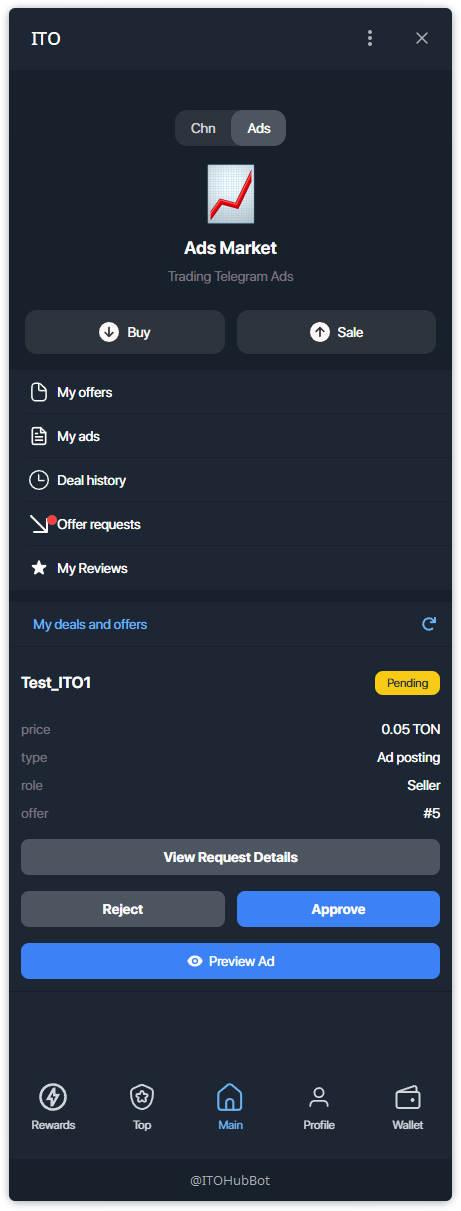 ITO
Chn Ads
Ads Market
Trading Telegram Ads
Buy Sale
My offers
My ads
Deal history
Offer requests
My Reviews
My deals and offers
Test_ITO1 Pending
price 0.05 TON
type Ad posting
role Seller
offer #5
View Request Details
Reject Approve
Preview Ad
Rewards Top Main Profile Wallet
@ITOHubBot